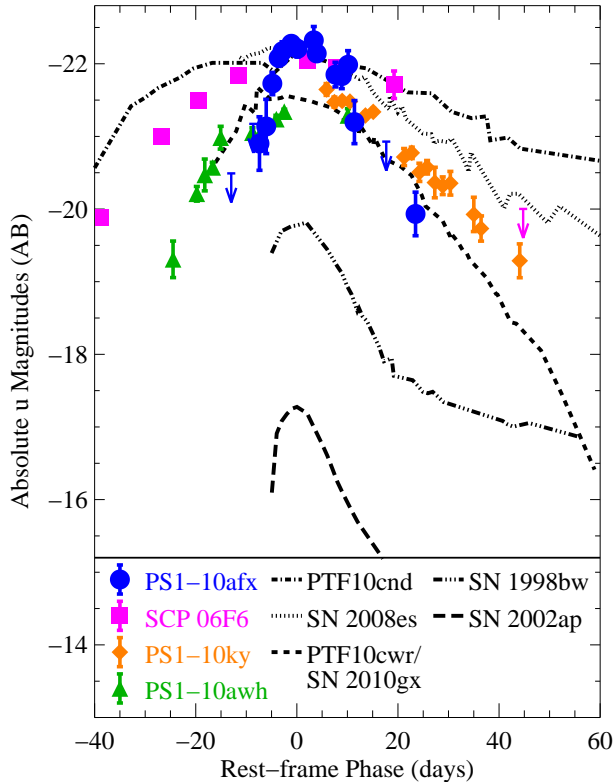 Absolute u Magnitudes (AB)
−22
−20
−18
−16
−14
PS1−10afx
SCP 06F6
PS1−10ky
PS1−10awh
PTF10cnd
SN 2008es
PTF10cwr/
SN 2010gx
SN 1998bw
SN 2002ap
−40 −20 0 20 40 60
Rest−frame Phase (days)